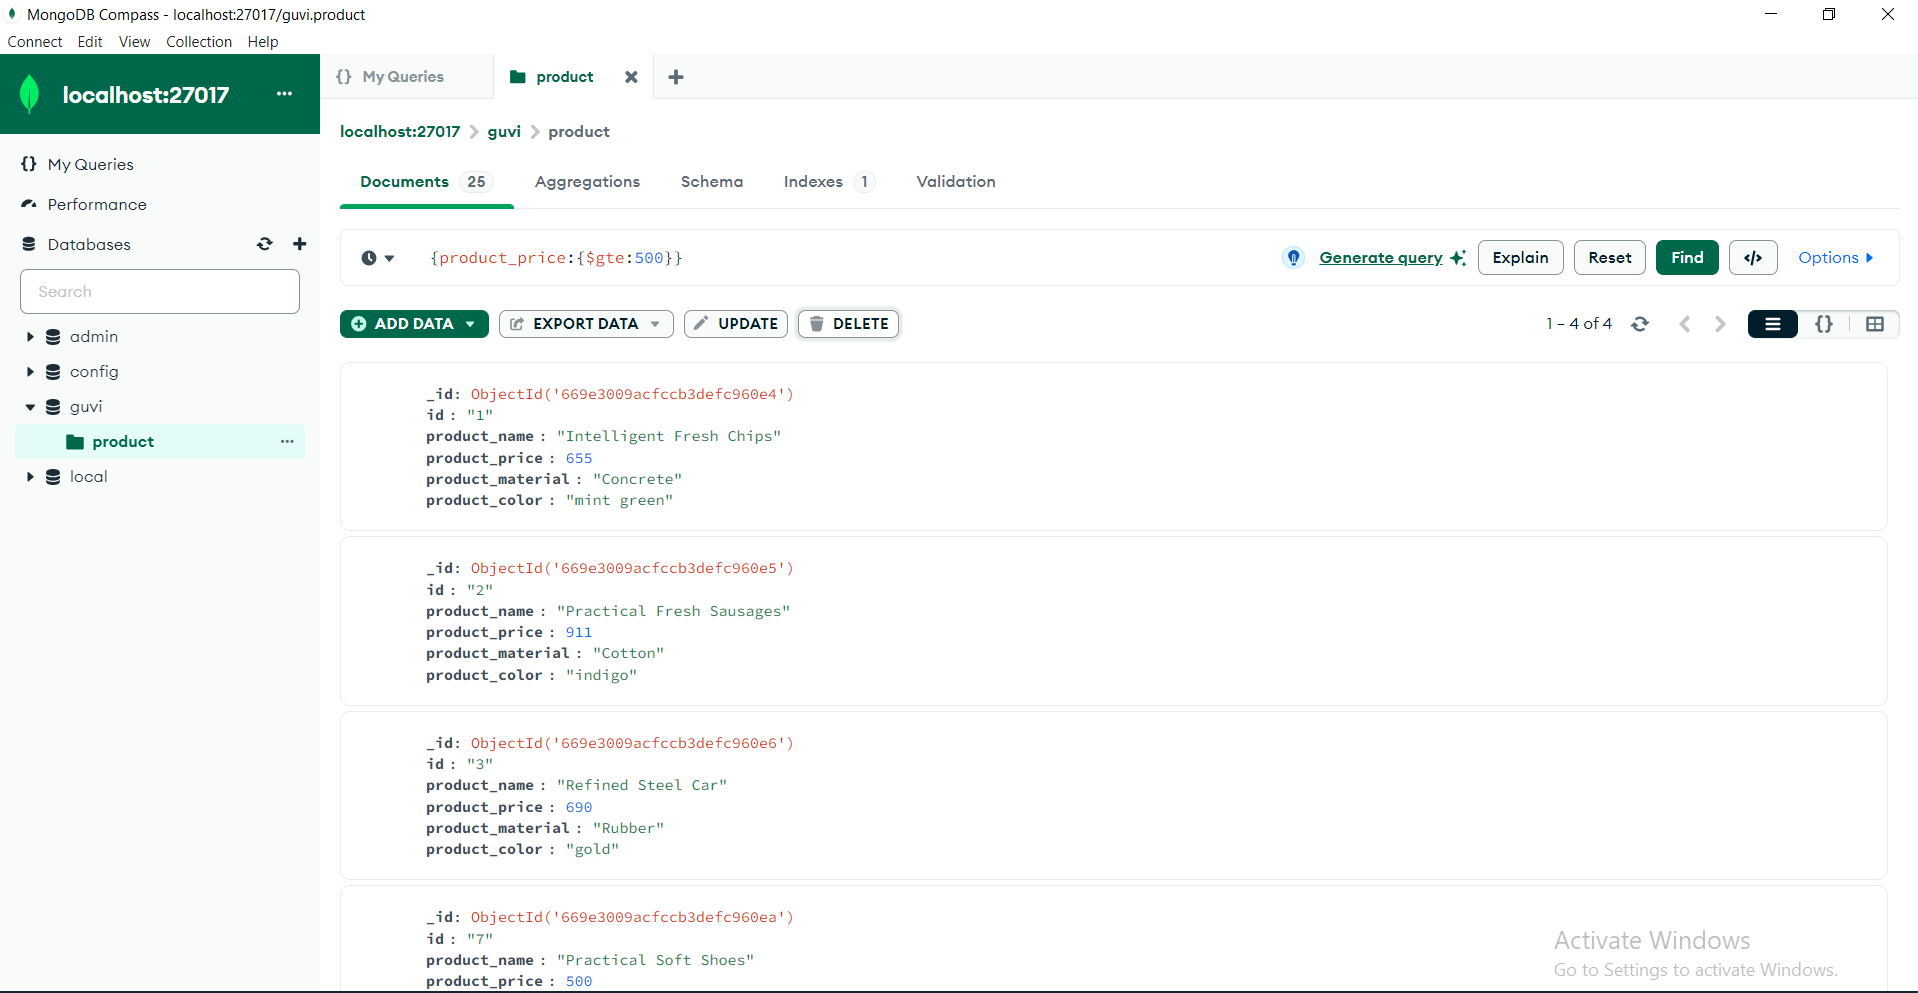 MongoDB Compass - localhost:27017/guvi.product
Connect Edit View Collection Help
localhost:27017 ...
{} My Queries
Performance
Databases
Search
admin
config
guvi
product ...
local
{} My Queries product
localhost:27017 > guvi > product
Documents 25 Aggregations Schema Indexes 1 Validation
{product_price:{$gte:500}} Generate query Explain Reset Find </> Options
ADD DATA EXPORT DATA UPDATE DELETE 1 – 4 of 4 {}
_id: ObjectId('669e3009acfccb3defc960e4')
id : "1"
product_name : "Intelligent Fresh Chips"
product_price : 655
product_material : "Concrete"
product_color : "mint green"
_id: ObjectId('669e3009acfccb3defc960e5')
id : "2"
product_name : "Practical Fresh Sausages"
product_price : 911
product_material : "Cotton"
product_color : "indigo"
_id: ObjectId('669e3009acfccb3defc960e6')
id : "3"
product_name : "Refined Steel Car"
product_price : 690
product_material : "Rubber"
product_color : "gold"
_id: ObjectId('669e3009acfccb3defc960ea')
id : "7"
product_name : "Practical Soft Shoes"
product_price : 500
Activate Windows
Go to Settings to activate Windows.